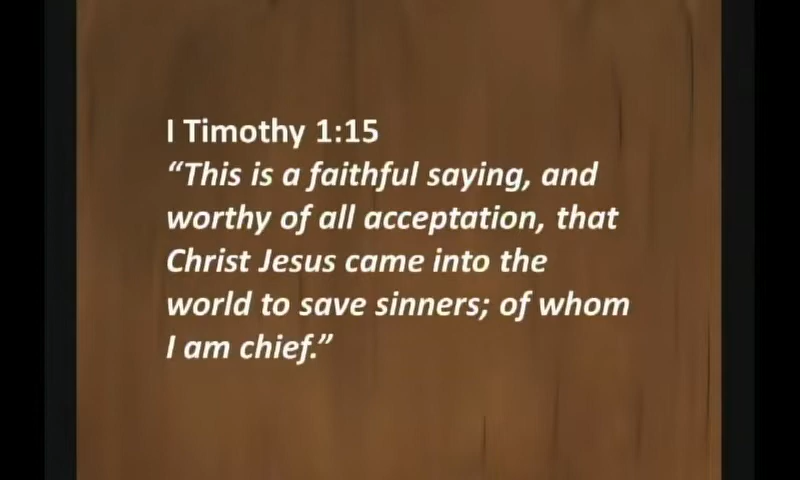 I Timothy 1:15
“This is a faithful saying, and
worthy of all acceptation, that
Christ Jesus came into the
world to save sinners; of whom
I am chief.”